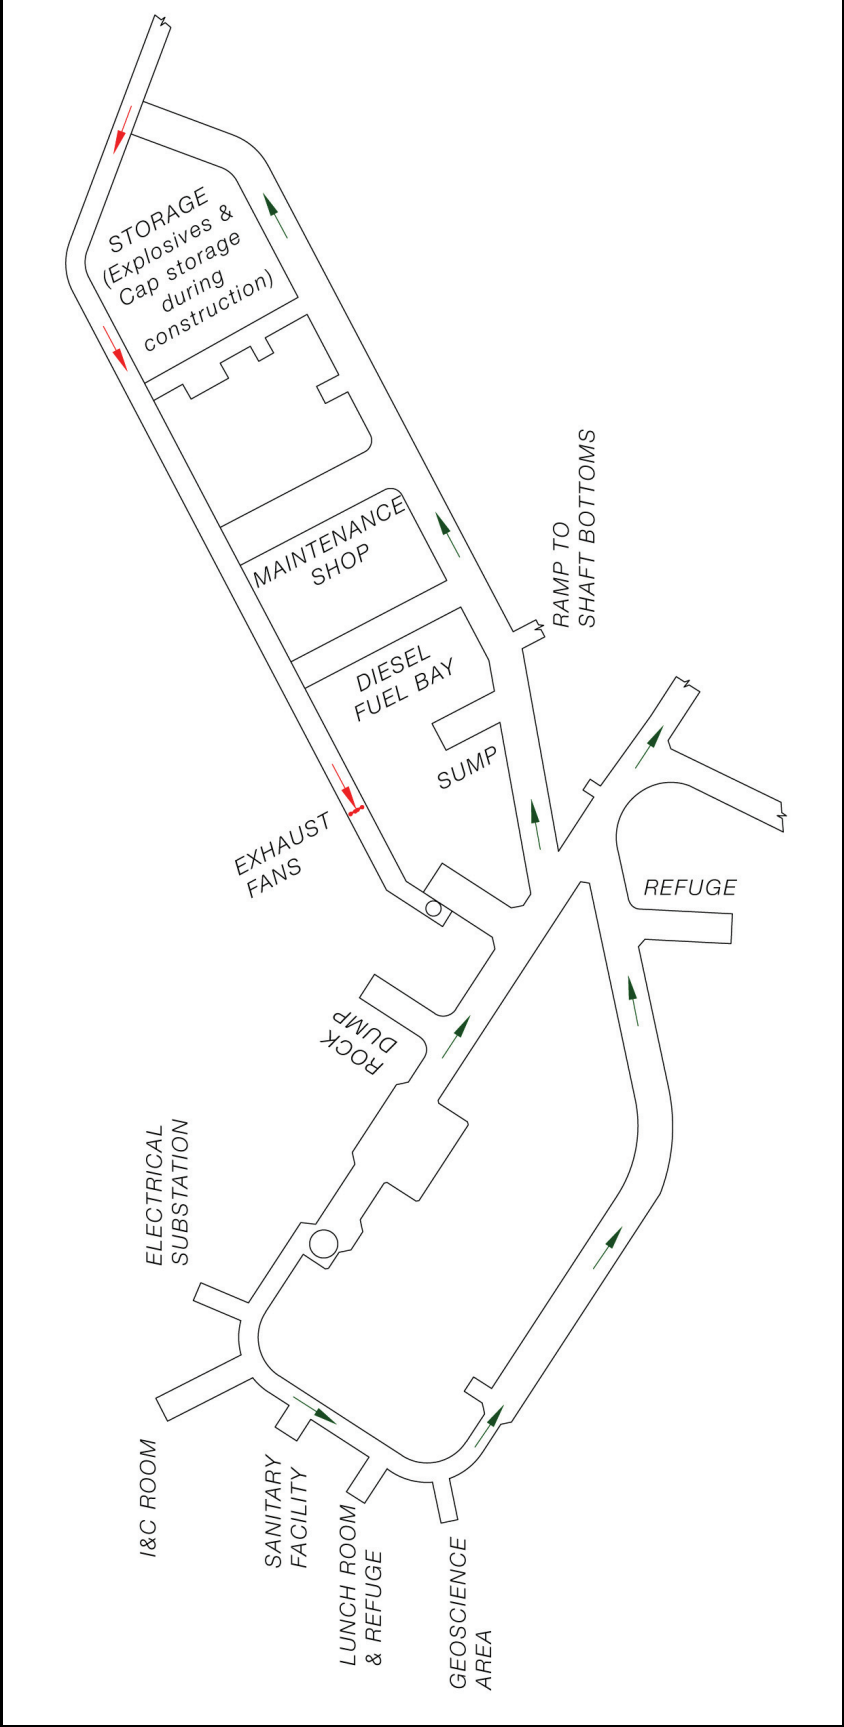 STORAGE
(Explosives &
Cap storage
during
construction)
MAINTENANCE
SHOP
RAMP TO
SHAFT BOTTOMS
DIESEL
FUEL BAY
SUMP
EXHAUST
FANS
REFUGE
ROCK
DUMP
ELECTRICAL
SUBSTATION
I&C ROOM
SANITARY
FACILITY
LUNCH ROOM
& REFUGE
GEOSCIENCE
AREA